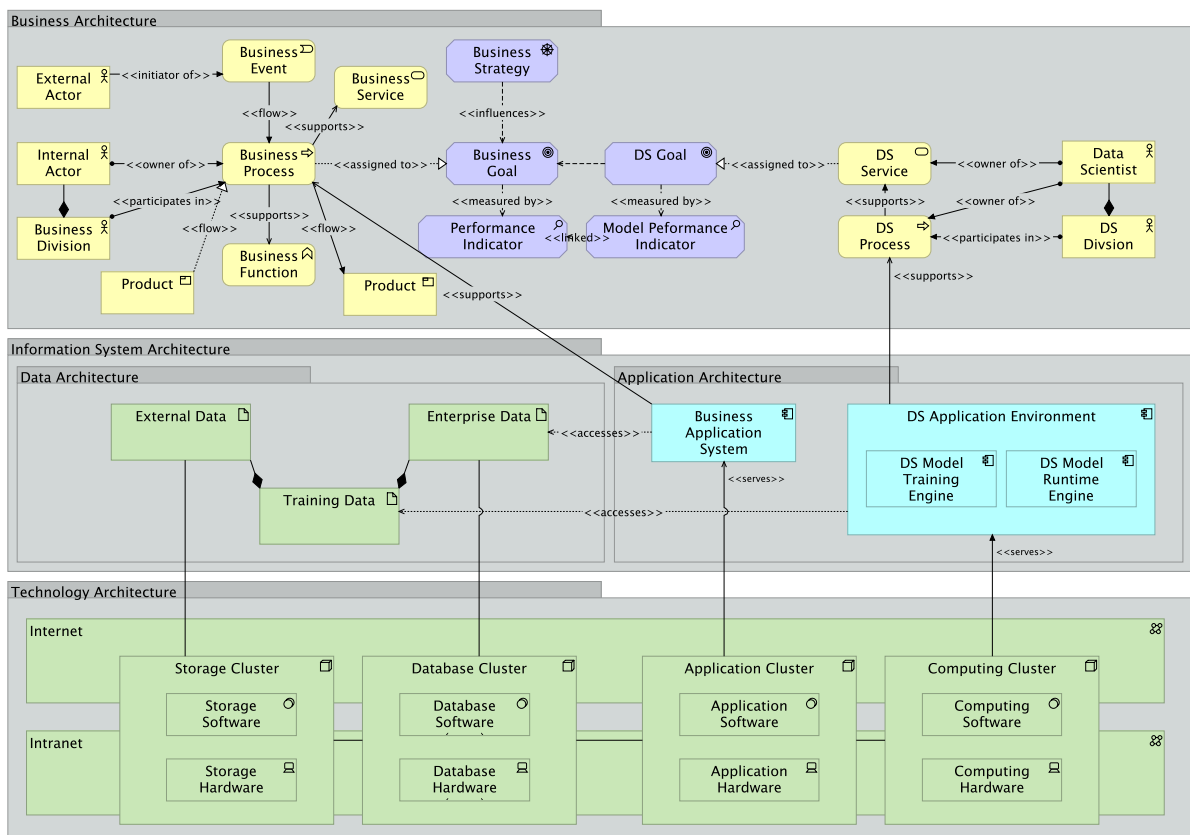 Business Architecture
External
Actor
<<initiator of>>
Business
Event
<<flow>>
Business
Service
<<supports>>
Business
Strategy
<<influences>>
Internal
Actor
<<owner of>>
Business
Process
<<assigned to>>
Business
Goal
DS Goal
<<assigned to>>
DS
Service
<<owner of>>
Data
Scientist
<<participates in>>
<<supports>>
<<measured by>>
<<measured by>>
<<supports>>
<<owner of>>
Business
Division
<<flow>>
<<flow>>
Performance
Indicator
<<linked>>
Model Peformance
Indicator
DS
Process
<<participates in>>
DS
Divsion
Business
Function
Product
Product
<<supports>>
<<supports>>
Information System Architecture
Data Architecture
Application Architecture
External Data
Enterprise Data
<<accesses>>
Business
Application
System
DS Application Environment
DS Model
Training
Engine
DS Model
Runtime
Engine
<<serves>>
Training Data
<<accesses>>
<<serves>>
Technology Architecture
Internet
Storage Cluster
Database Cluster
Application Cluster
Computing Cluster
Storage
Software
Database
Software
Application
Software
Computing
Software
Intranet
Storage
Hardware
Database
Hardware
Application
Hardware
Computing
Hardware